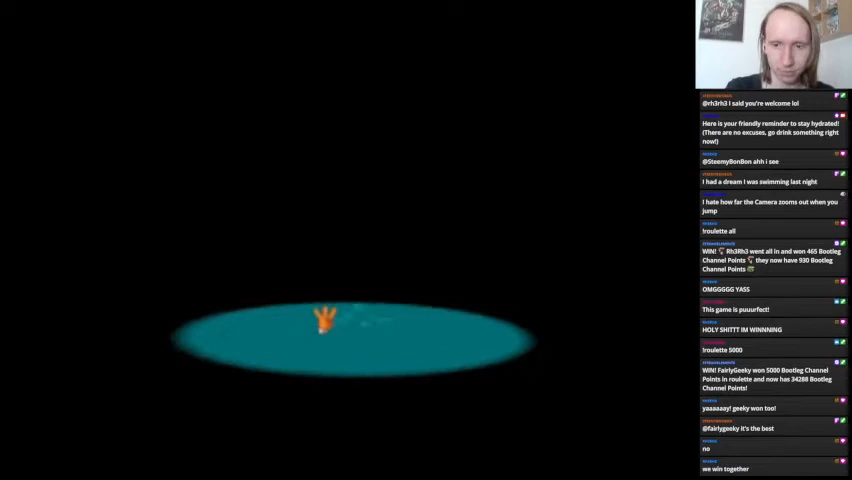 @rh3rh3 I said you're welcome lol
Here is your friendly reminder to stay hydrated!
(There are no excuses, go drink something right
now!)
@SteemyBonBon ahh i see
I had a dream I was swimming last night
I hate how far the Camera zooms out when you
jump
!roulette all
WIN! Rh3Rh3 went all in and won 465 Bootleg
Channel Points they now have 930 Bootleg
Channel Points
OMGGGGG YASS
This game is puuurfect!
HOLY SHITTT IM WINNNING
!roulette 5000
WIN! FairlyGeeky won 5000 Bootleg Channel
Points in roulette and now has 34288 Bootleg
Channel Points!
yaaaaaay! geeky won too!
@fairlygeeky it's the best
no
we win together